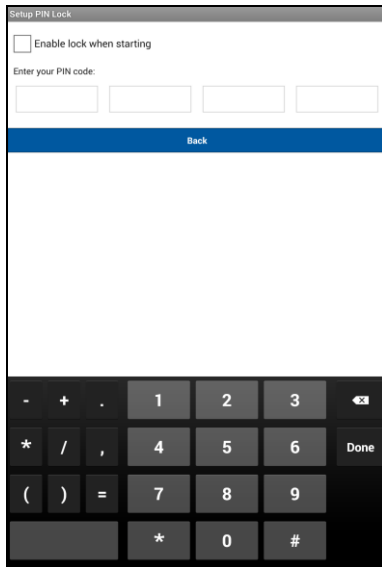 Setup PIN Lock
Enable lock when starting
Enter your PIN code:
Back
- + . 1 2 3
* / , 4 5 6 Done
( ) = 7 8 9
* 0 #